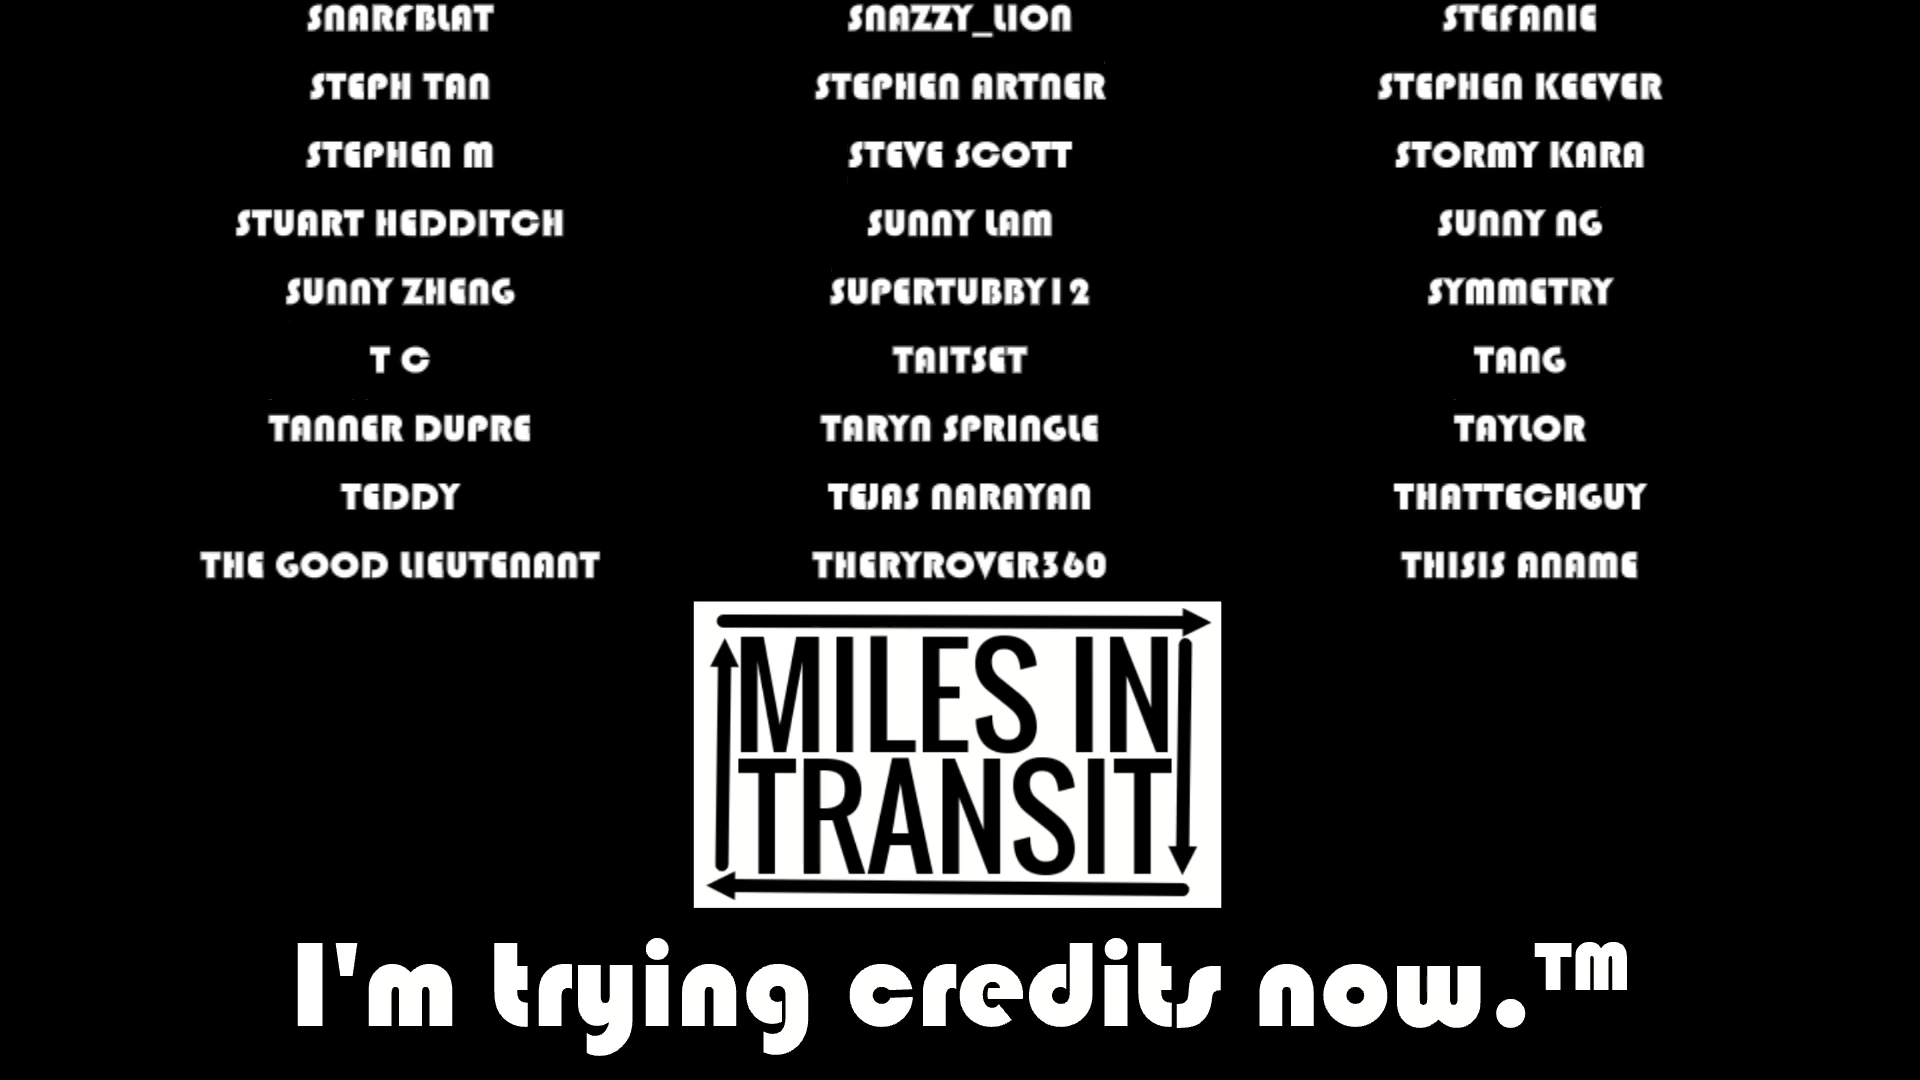 SNARFBLAT SNAZZY_LION STEFANIE
STEPH TAN STEPHEN ARTNER STEPHEN KEEVER
STEPHEN M STEVE SCOTT STORMY KARA
STUART HEDDITCH SUNNY LAM SUNNY NG
SUNNY ZHENG SUPERTUBBY12 SYMMETRY
T C TAITSET TANG
TANNER DUPRE TARYN SPRINGLE TAYLOR
TEDDY TEJAS NARAYAN THATTECHGUY
THE GOOD LIEUTENANT THERYROVER360 THISIS ANAME
MILES IN
TRANSIT
I'm trying credits now.™